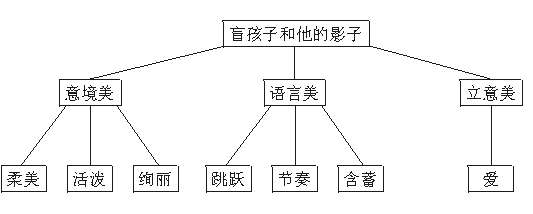 盲孩子和他的影子
意境美 语言美 立意美
柔美 活泼 绚丽 跳跃 节奏 含蓄 爱